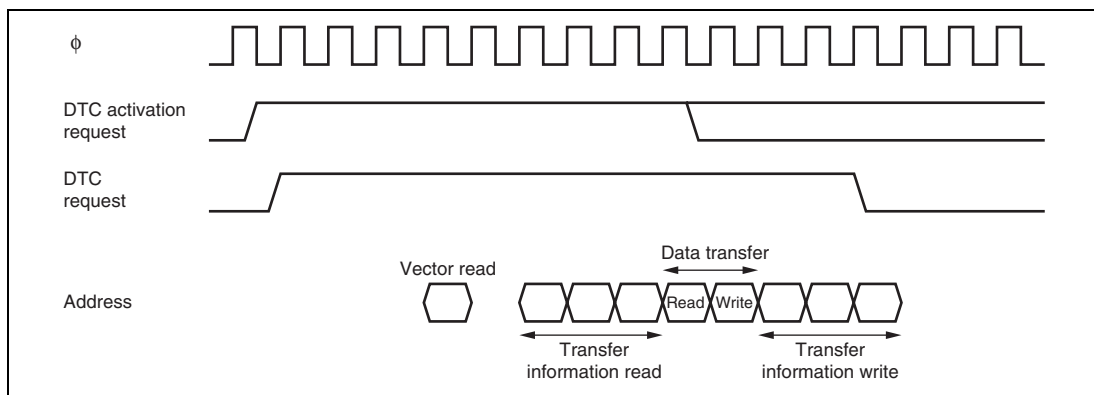 ϕ
DTC activation
request
DTC
request
Data transfer
Vector read
Address
Read
Write
Transfer
information read
Transfer
information write